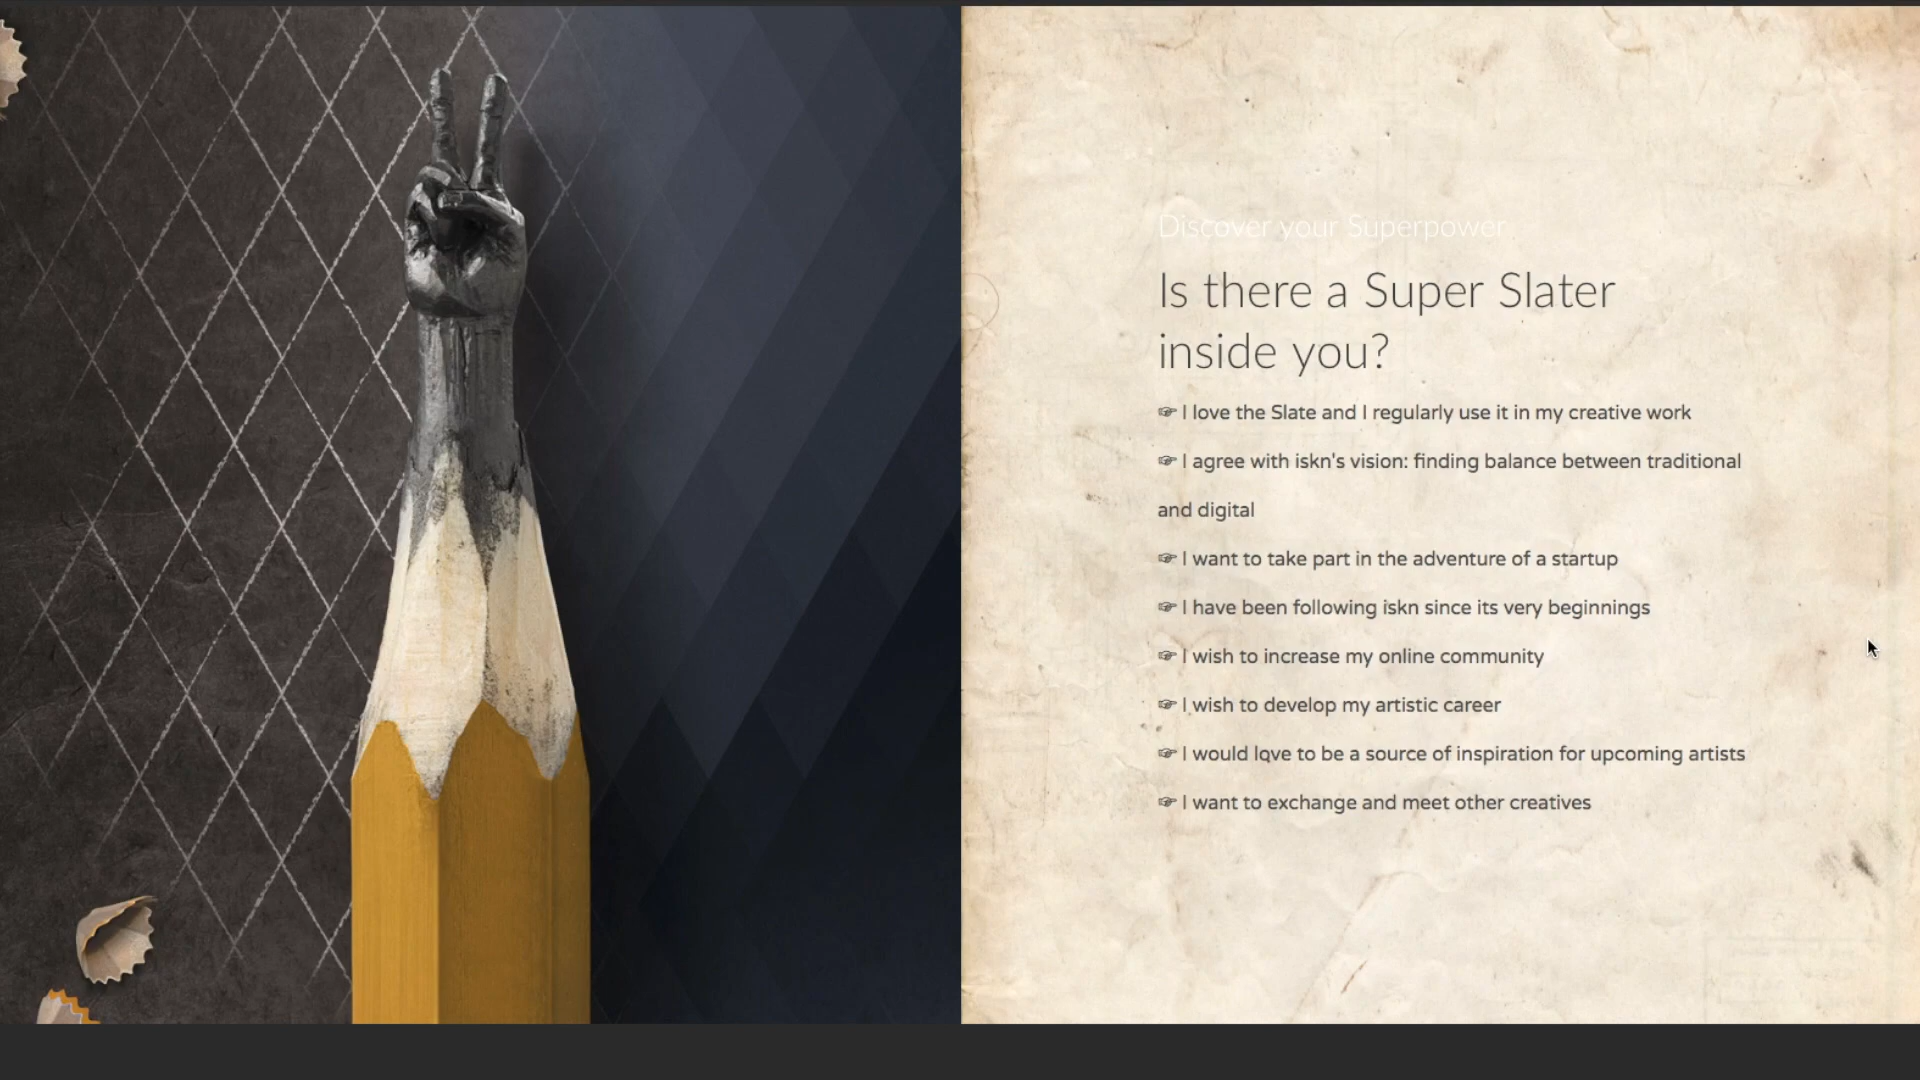 Discover your Superpower
Is there a Super Slater
inside you?
☞ I love the Slate and I regularly use it in my creative work
☞ I agree with iskn's vision: finding balance between traditional
and digital
☞ I want to take part in the adventure of a startup
☞ I have been following iskn since its very beginnings
☞ I wish to increase my online community
☞ I wish to develop my artistic career
☞ I would love to be a source of inspiration for upcoming artists
☞ I want to exchange and meet other creatives